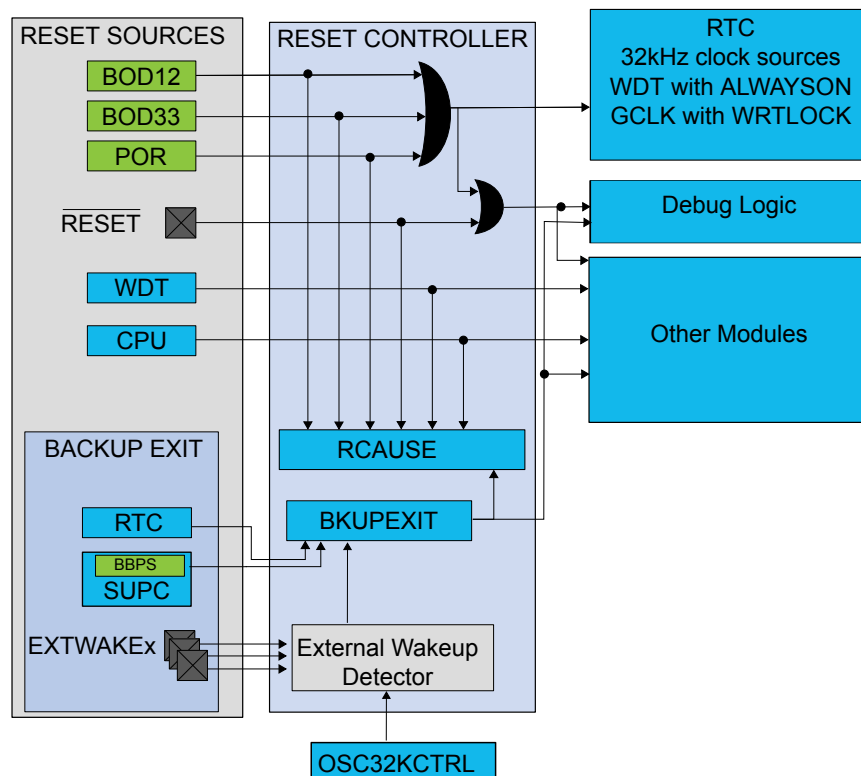 RESET SOURCES
RESET CONTROLLER
RTC
32kHz clock sources
WDT with ALWAYSON
GCLK with WRTLOCK
BOD12
BOD33
POR
RESET
Debug Logic
WDT
CPU
Other Modules
RCAUSE
BACKUP EXIT
BKUPEXIT
RTC
BBPS
SUPC
EXTWAKEx
External Wakeup
Detector
OSC32KCTRL